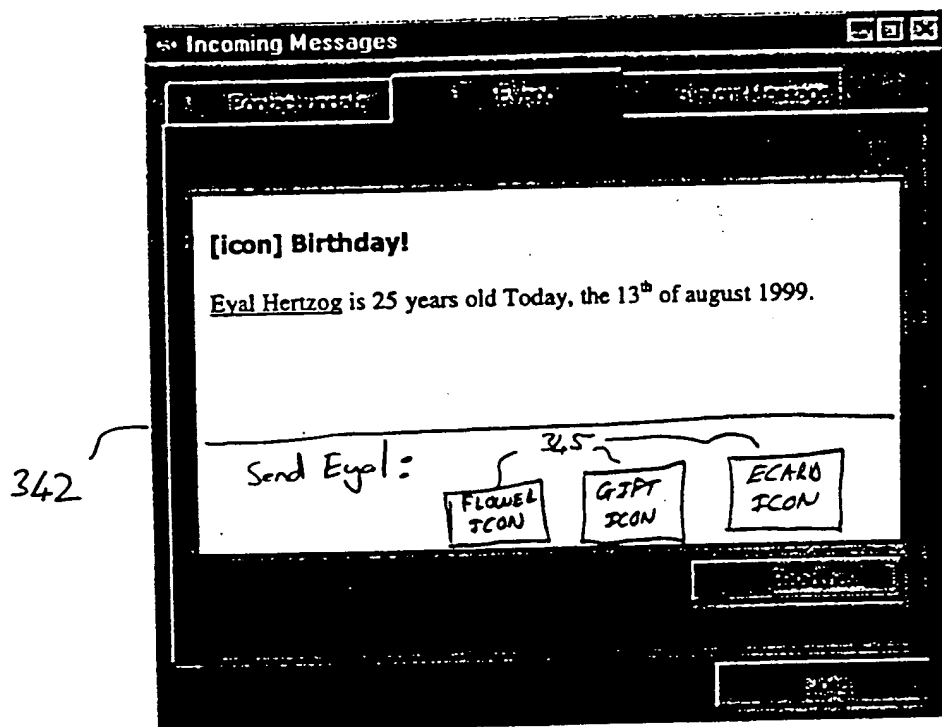 Incoming Messages
[icon] Birthday!
Eyal Hertzog is 25 years old Today, the 13th of august 1999.
342
345
Send Eyal:
FLOWER ICON
GIFT ICON
ECARD ICON